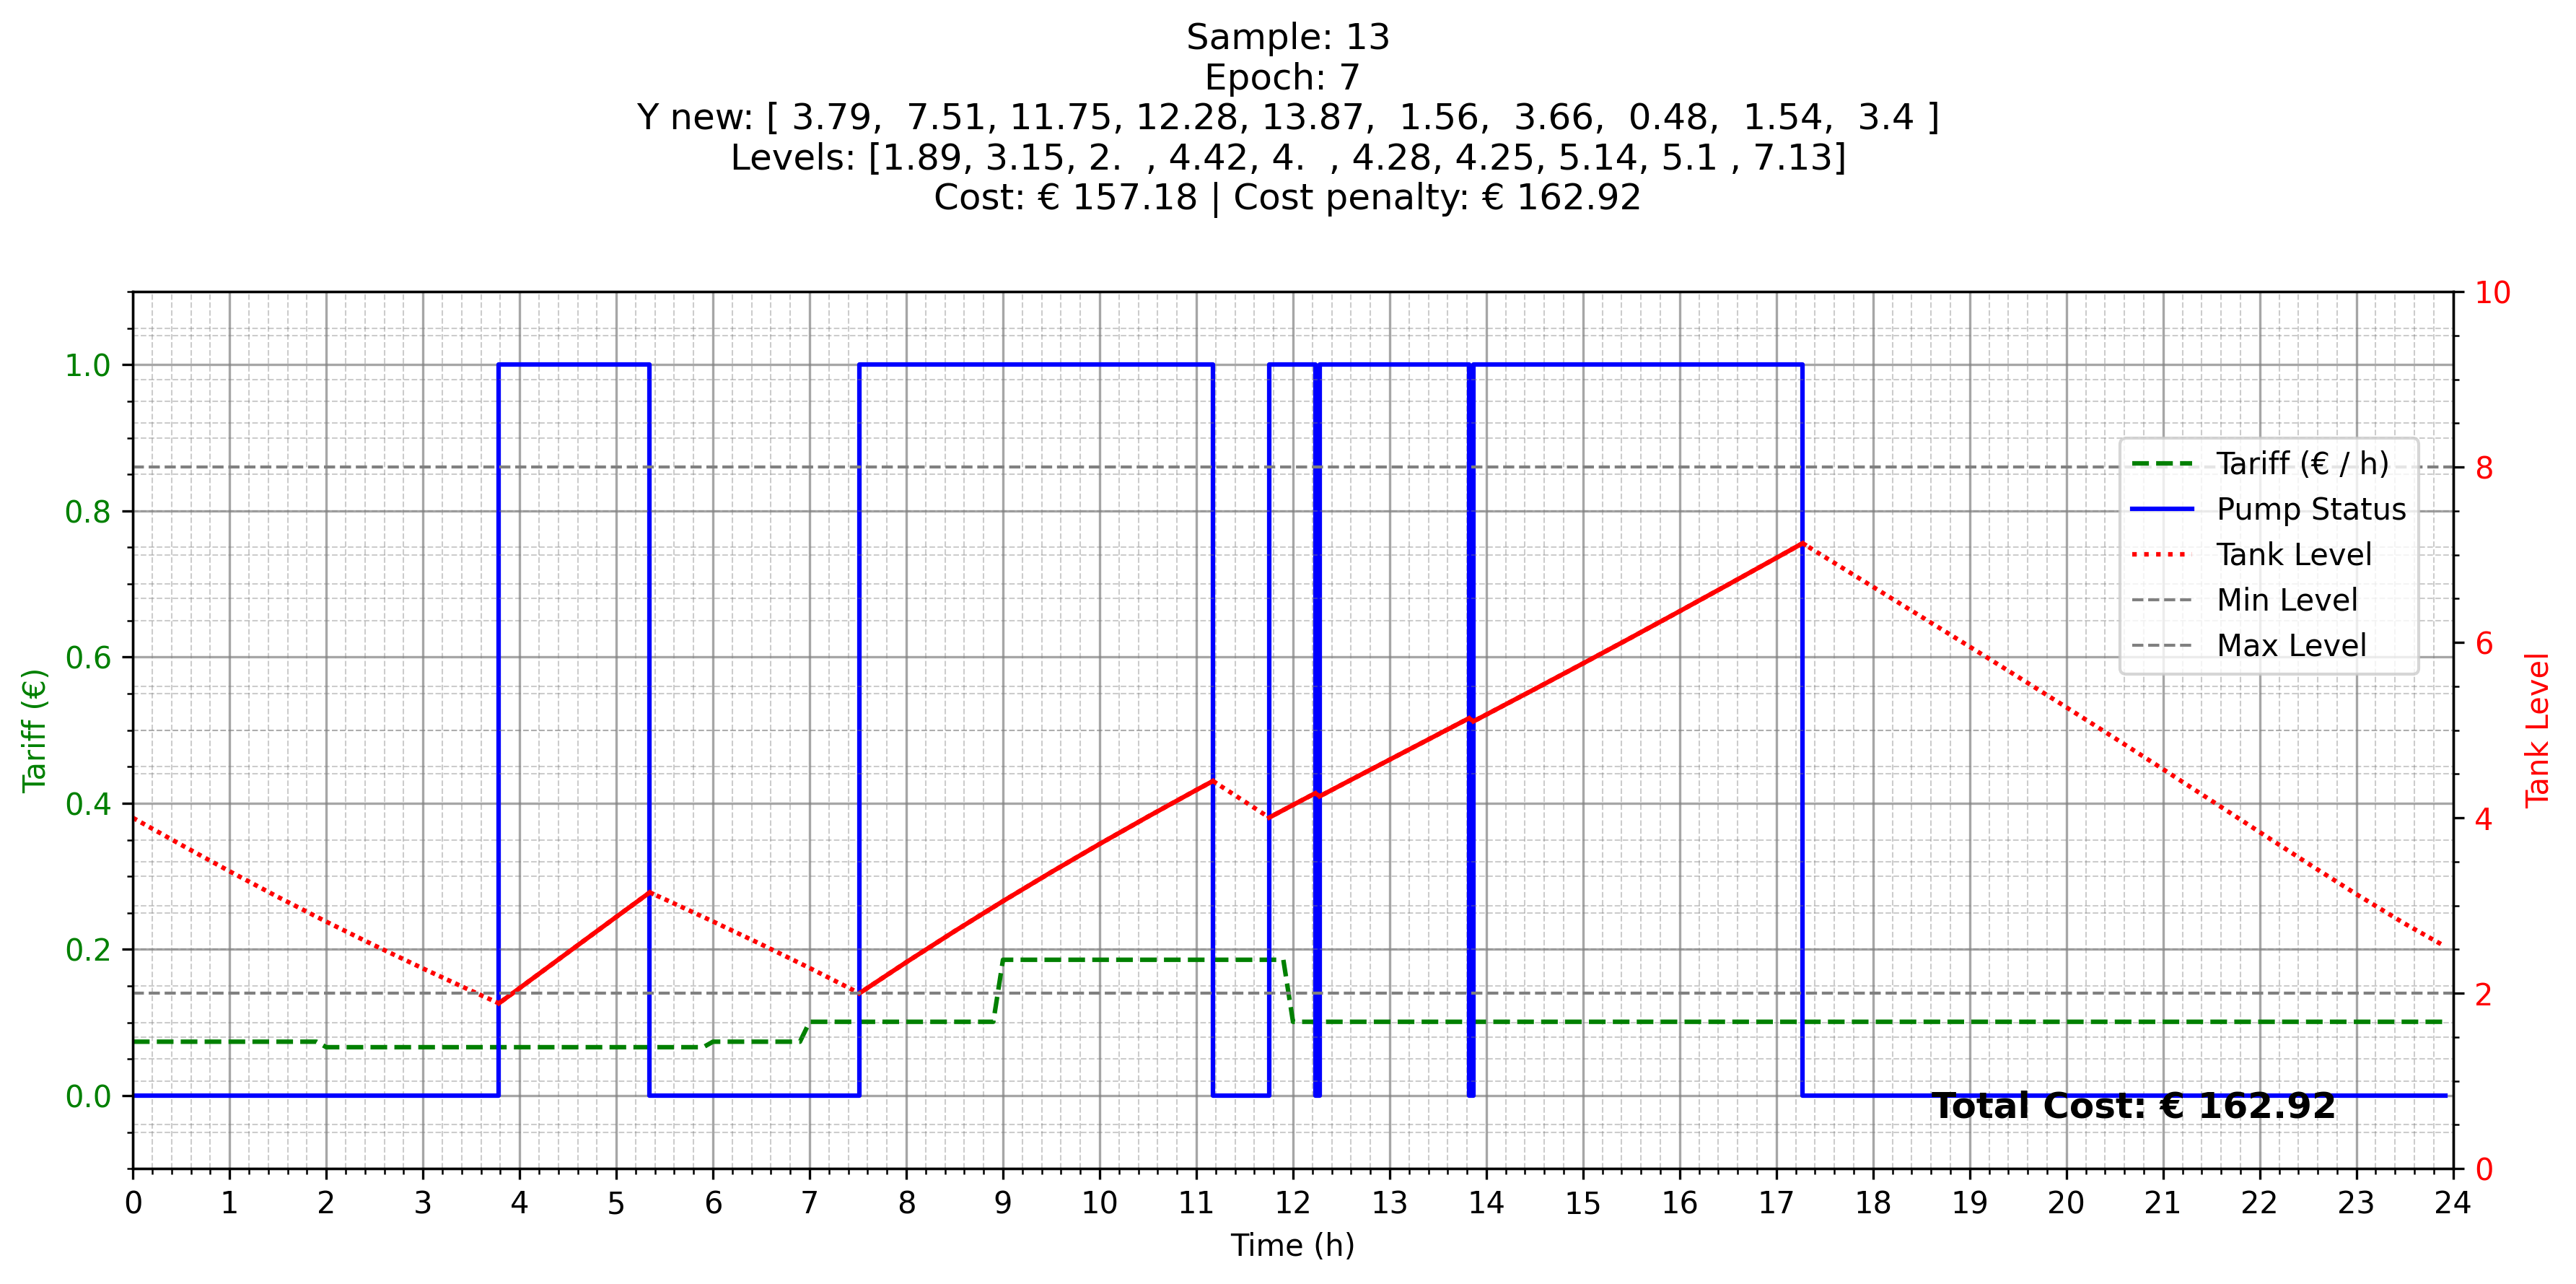 Sample: 13
Epoch: 7
Y new: [ 3.79,  7.51, 11.75, 12.28, 13.87,  1.56,  3.66,  0.48,  1.54,  3.4 ]
Levels: [1.89, 3.15, 2.  , 4.42, 4.  , 4.28, 4.25, 5.14, 5.1 , 7.13]
Cost: € 157.18 | Cost penalty: € 162.92
10
1.0
8
0.8
6
0.6
4
0.4
2
0.2
0
0.0
Tariff (€)
Tank Level
Tariff (€ / h)
Pump Status
Tank Level
Min Level
Max Level
Total Cost: € 162.92
0 1 2 3 4 5 6 7 8 9 10 11 12 13 14 15 16 17 18 19 20 21 22 23 24
Time (h)